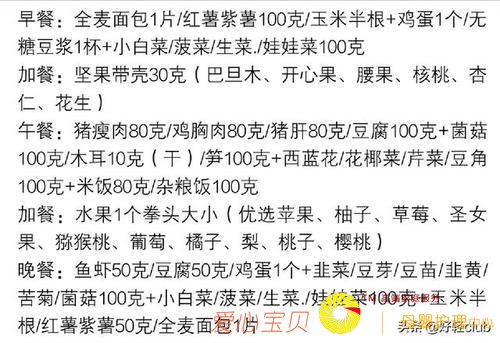 早餐：全麦面包1片/红薯紫薯100克/玉米半根+鸡蛋1个/无
糖豆浆1杯+小白菜/菠菜/生菜./娃娃菜100克
加餐：坚果带壳30克（巴旦木、开心果、腰果、核桃、杏
仁、花生）
午餐：猪瘦肉80克/鸡胸肉80克/猪肝80克/豆腐100克+菌菇
100克/木耳10克（干）/笋100克+西蓝花/花椰菜/芹菜/豆角
100克+米饭80克/杂粮饭100克
加餐：水果1个拳头大小（优选苹果、柚子、草莓、圣女
果、猕猴桃、葡萄、橘子、梨、桃子、樱桃）
晚餐：鱼虾50克/豆腐50克/鸡蛋1个+韭菜/豆芽/豆苗/韭黄/
苦菊/菌菇100克+小白菜/菠菜/生菜./娃娃菜100克+玉米半
根/红薯紫薯50克/全麦面包1片
爱心宝贝
TM
母婴护理中心
头条@好轻club